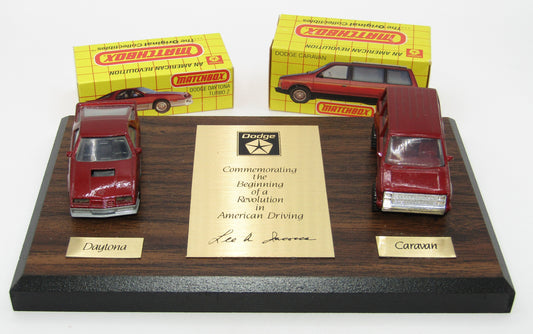 AN AMERICAN REVOLUTION
The Original Collectibles
MATCHBOX
MATCHBOX
DODGE DAYTONA
TURBO Z
AN AMERICAN REVOLUTION
The Original Collectibles
MATCHBOX
DODGE CARAVAN
MATCHBOX
Dodge
Commemorating
the
Beginning
of a
Revolution
in
American Driving
Lee A Iacocca
Daytona
Caravan